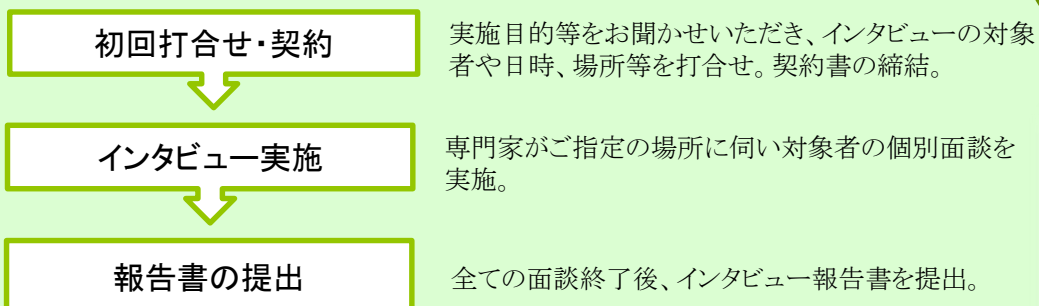 初回打合せ・契約
実施目的等をお聞かせいただき、インタビューの対象
者や日時、場所等を打合せ。契約書の締結。
インタビュー実施
専門家がご指定の場所に伺い対象者の個別面談を
実施。
報告書の提出
全ての面談終了後、インタビュー報告書を提出。